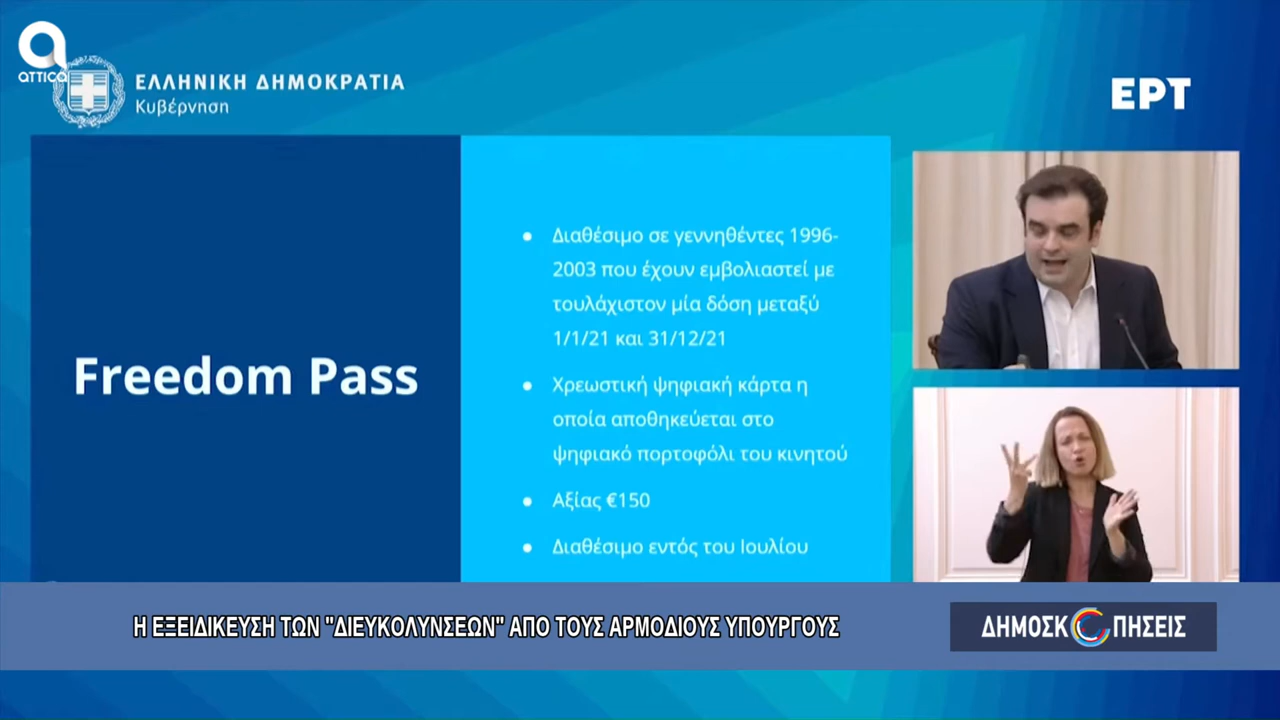 attica
ΕΛΛΗΝΙΚΗ ΔΗΜΟΚΡΑΤΙΑ
Κυβέρνηση
ΕΡΤ
Freedom Pass
• Διαθέσιμο σε γεννηθέντες 1996-
2003 που έχουν εμβολιαστεί με
τουλάχιστον μία δόση μεταξύ
1/1/21 και 31/12/21
• Χρεωστική ψηφιακή κάρτα η
οποία αποθηκεύεται στο
ψηφιακό πορτοφόλι του κινητού
• Αξίας €150
• Διαθέσιμο εντός του Ιουλίου
Η ΕΞΕΙΔΙΚΕΥΣΗ ΤΩΝ "ΔΙΕΥΚΟΛΥΝΣΕΩΝ" ΑΠΟ ΤΟΥΣ ΑΡΜΟΔΙΟΥΣ ΥΠΟΥΡΓΟΥΣ
ΔΗΜΟΣΚΟΠΗΣΕΙΣ